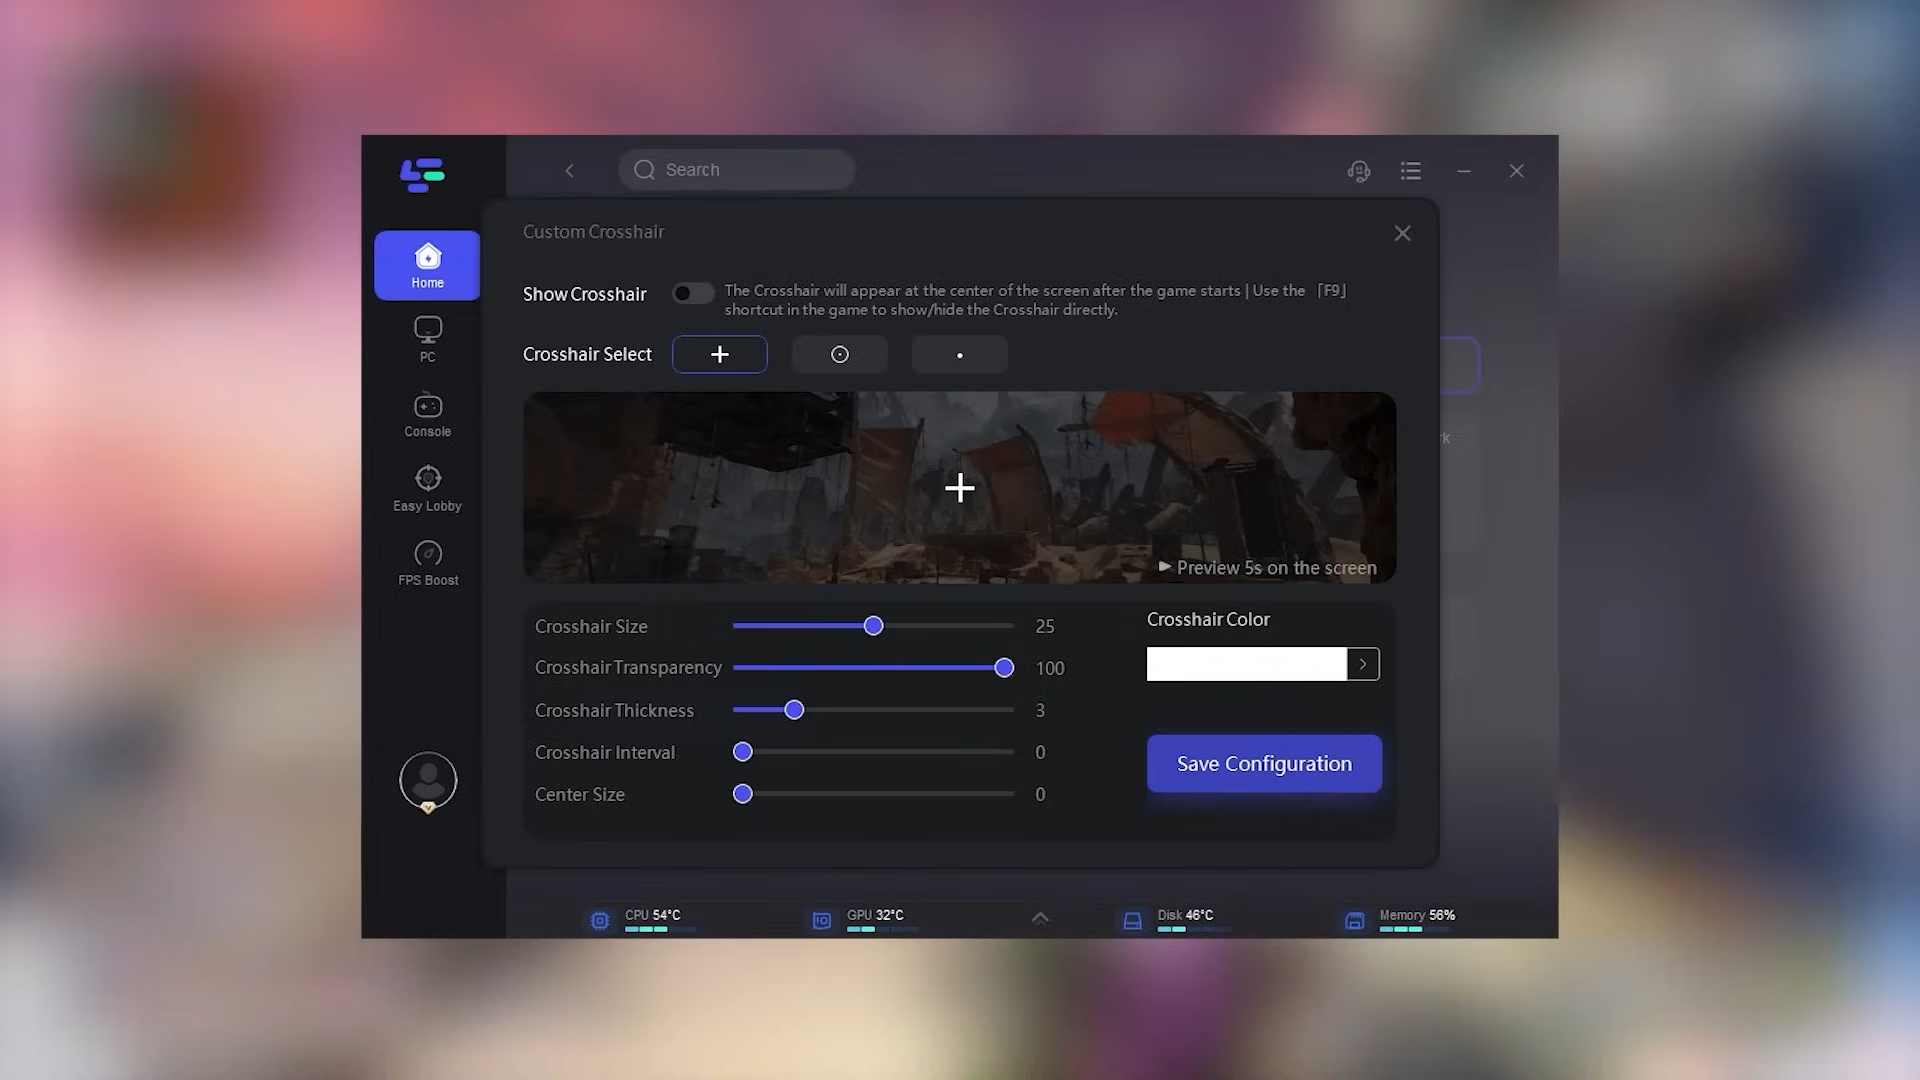 Search
Custom Crosshair
Home
Show Crosshair
The Crosshair will appear at the center of the screen after the game starts | Use the 「F9」
shortcut in the game to show/hide the Crosshair directly.
PC
Crosshair Select
Console
rk
Easy Lobby
FPS Boost
Preview 5s on the screen
Crosshair Size 25
Crosshair Color
Crosshair Transparency 100
Crosshair Thickness 3
Crosshair Interval 0
Save Configuration
Center Size 0
CPU 54°C
GPU 32°C
Disk 46°C
Memory 56%